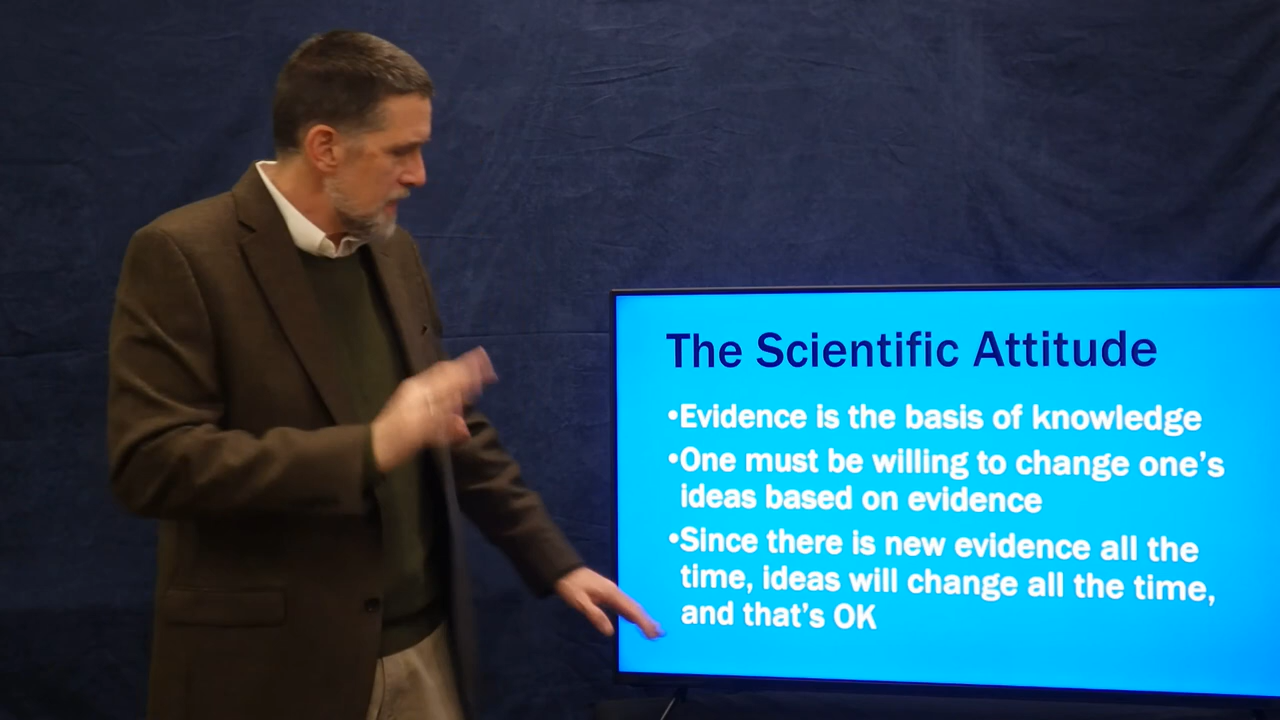 The Scientific Attitude
•Evidence is the basis of knowledge
•One must be willing to change one’s
ideas based on evidence
•Since there is new evidence all the
time, ideas will change all the time,
and that’s OK